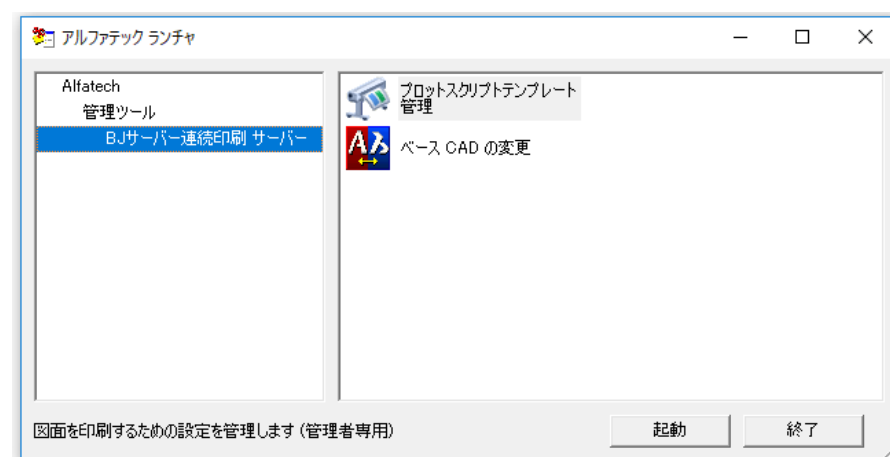 アルファテック ランチャ
Alfatech
管理ツール
BJサーバー連続印刷 サーバー
プロットスクリプトテンプレート
管理
ベース CAD の変更
図面を印刷するための設定を管理します (管理者専用)
起動
終了